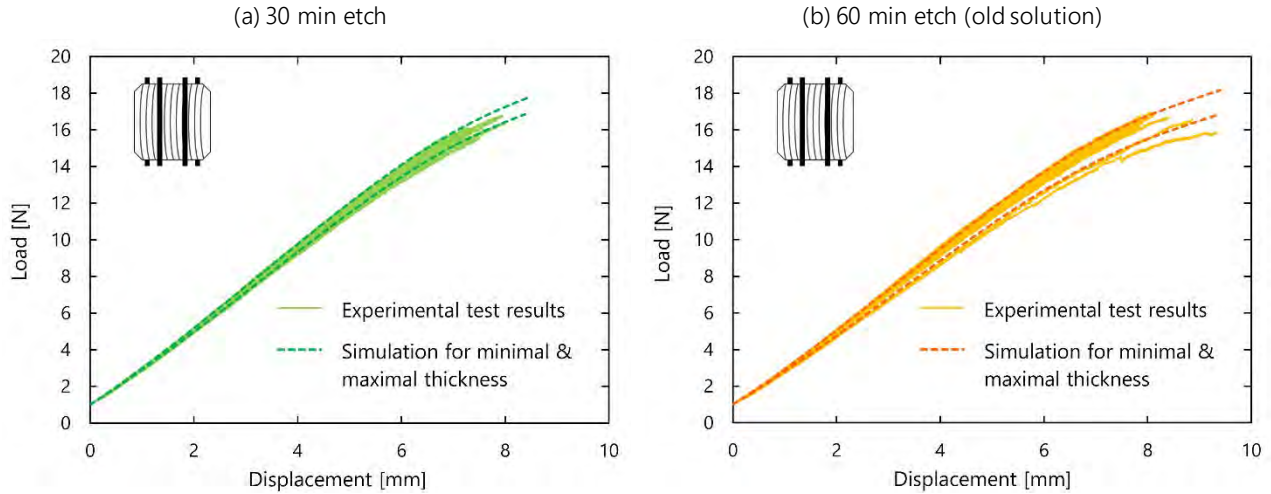 (a) 30 min etch
20
18
16
14
12
10
8
6
4
2
0
Load [N]
Experimental test results
Simulation for minimal &
maximal thickness
0 2 4 6 8 10
Displacement [mm]
(b) 60 min etch (old solution)
20
18
16
14
12
10
8
6
4
2
0
Load [N]
Experimental test results
Simulation for minimal &
maximal thickness
0 2 4 6 8 10
Displacement [mm]